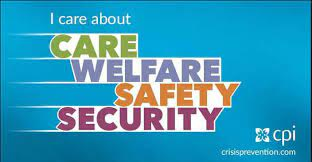 I care about
CARE
WELFARE
SAFETY
SECURITY
cpi
crisisprevention.com